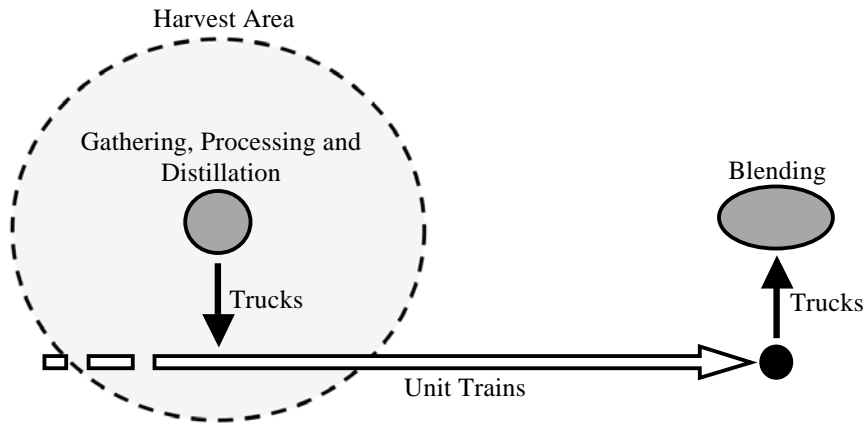 Harvest Area
Gathering, Processing and
Distillation
Blending
Trucks
Trucks
Unit Trains